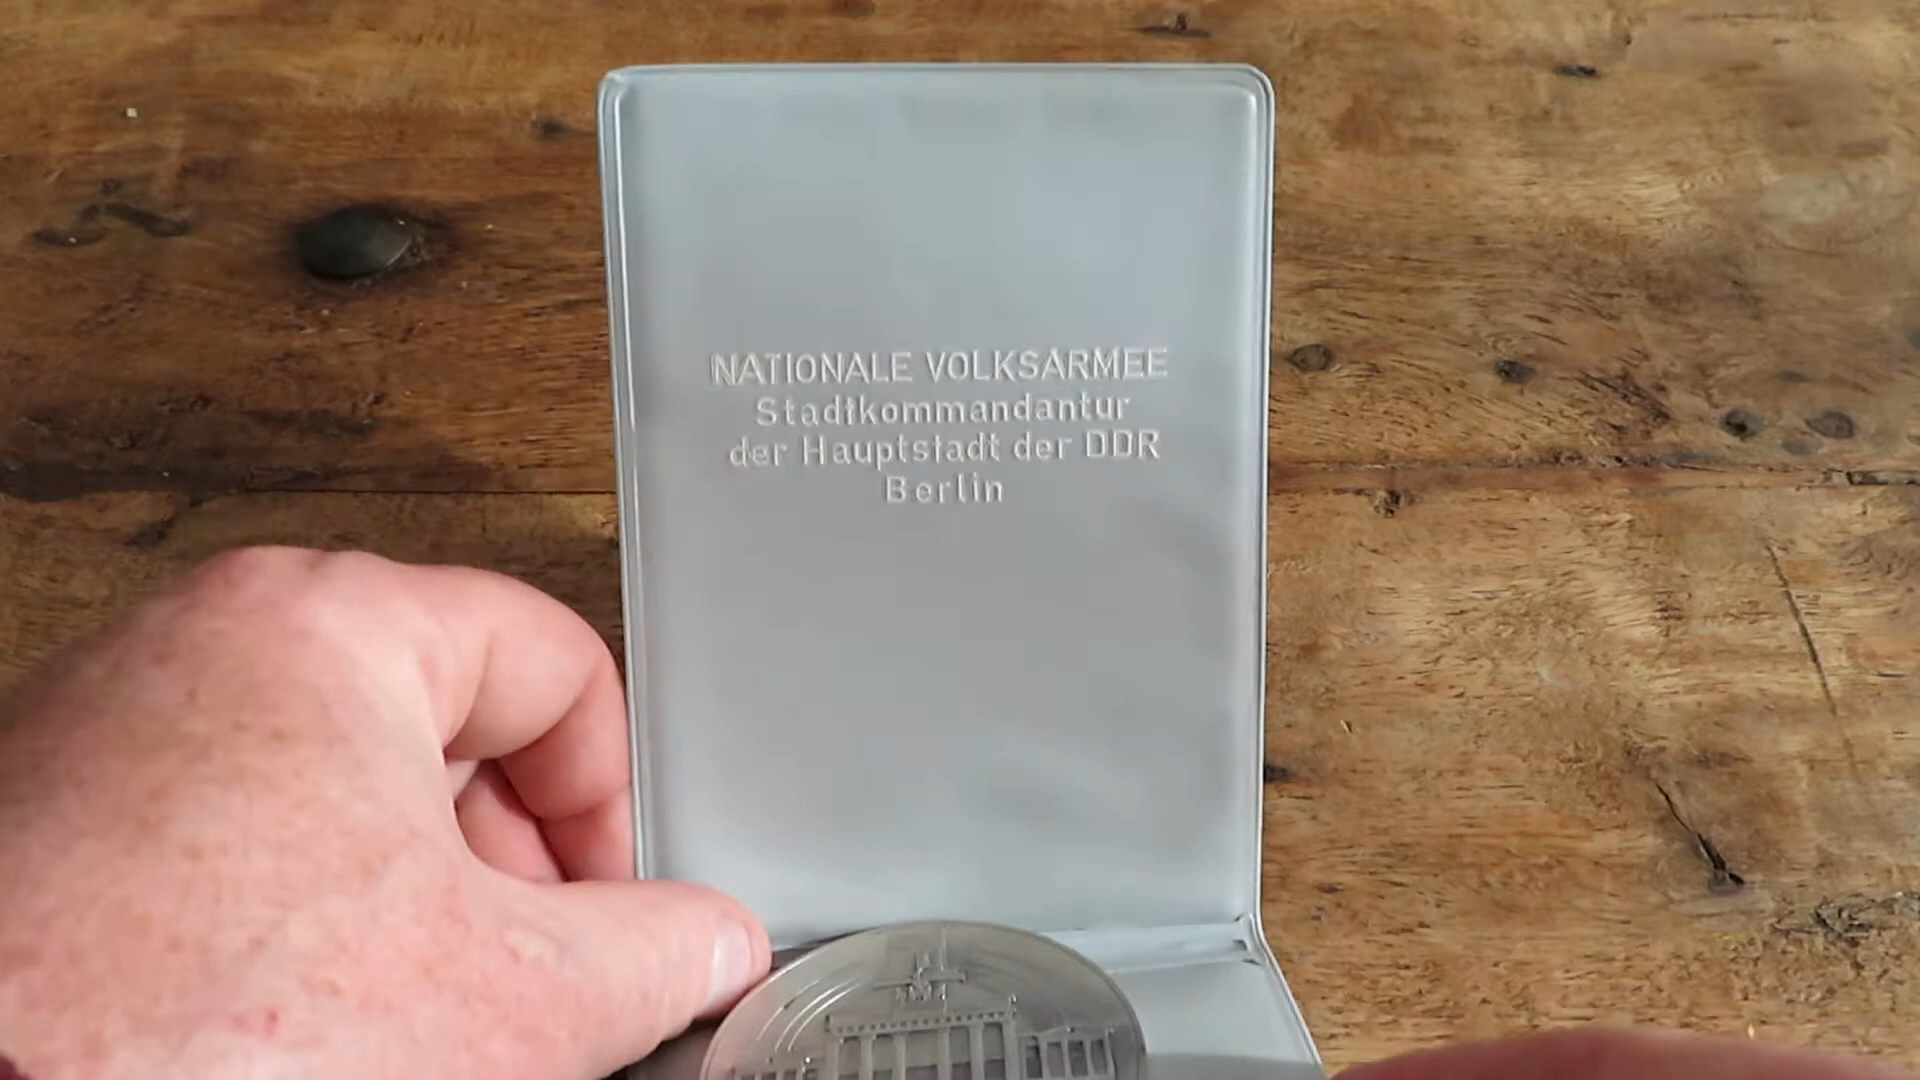 NATIONALE VOLKSARMEE
Stadtkommandantur
der Hauptstadt der DDR
Berlin